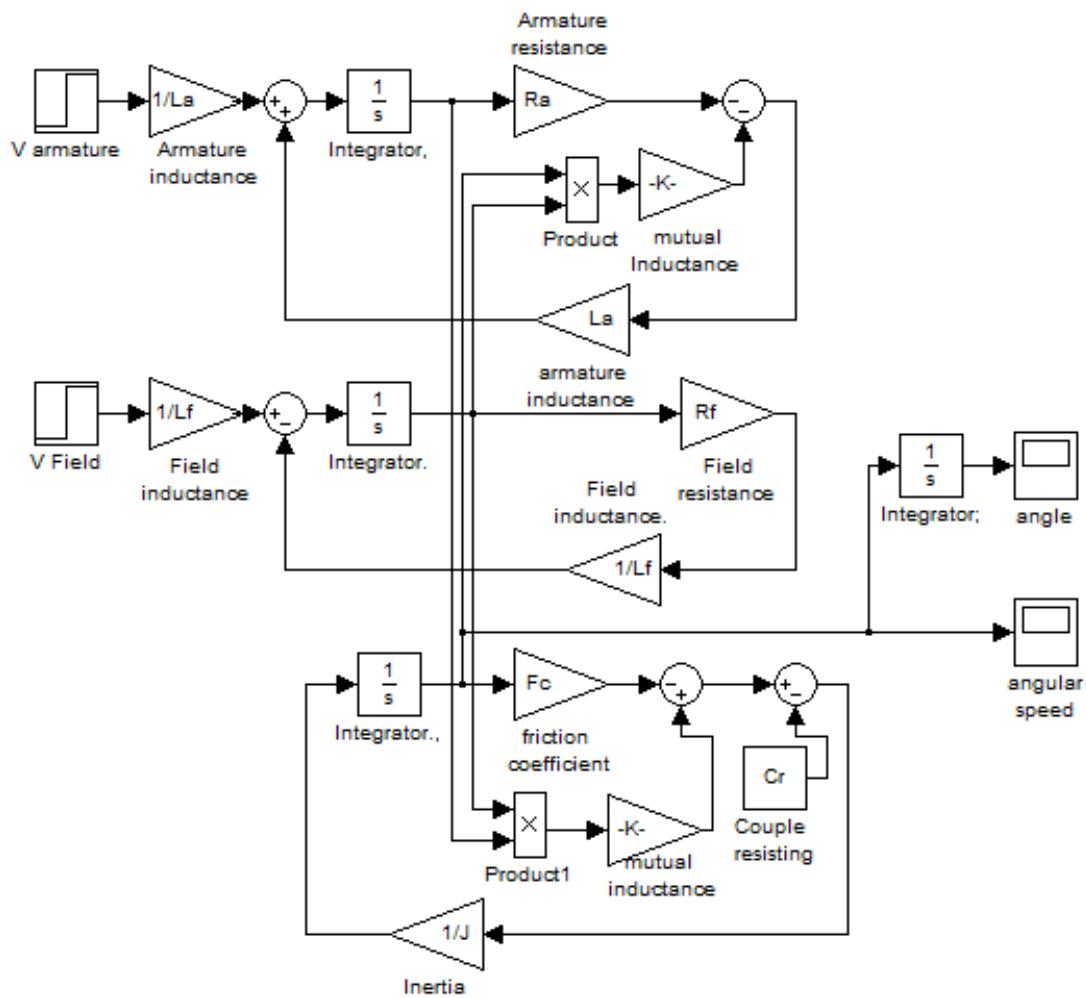 Armature
resistance
V armature
1/La
Armature
inductance
+
+
1
s
Integrator,
Ra
-
-
×
Product
-K-
mutual
Inductance
La
armature
inductance
V Field
1/Lf
Field
inductance
+
-
1
s
Integrator.
Rf
Field
resistance
Field
inductance.
1/Lf
1
s
Integrator;
angle
angular
speed
1
s
Integrator.,
Fc
friction
coefficient
-
+
+
-
Cr
Couple
resisting
×
Product1
-K-
mutual
inductance
1/J
Inertia